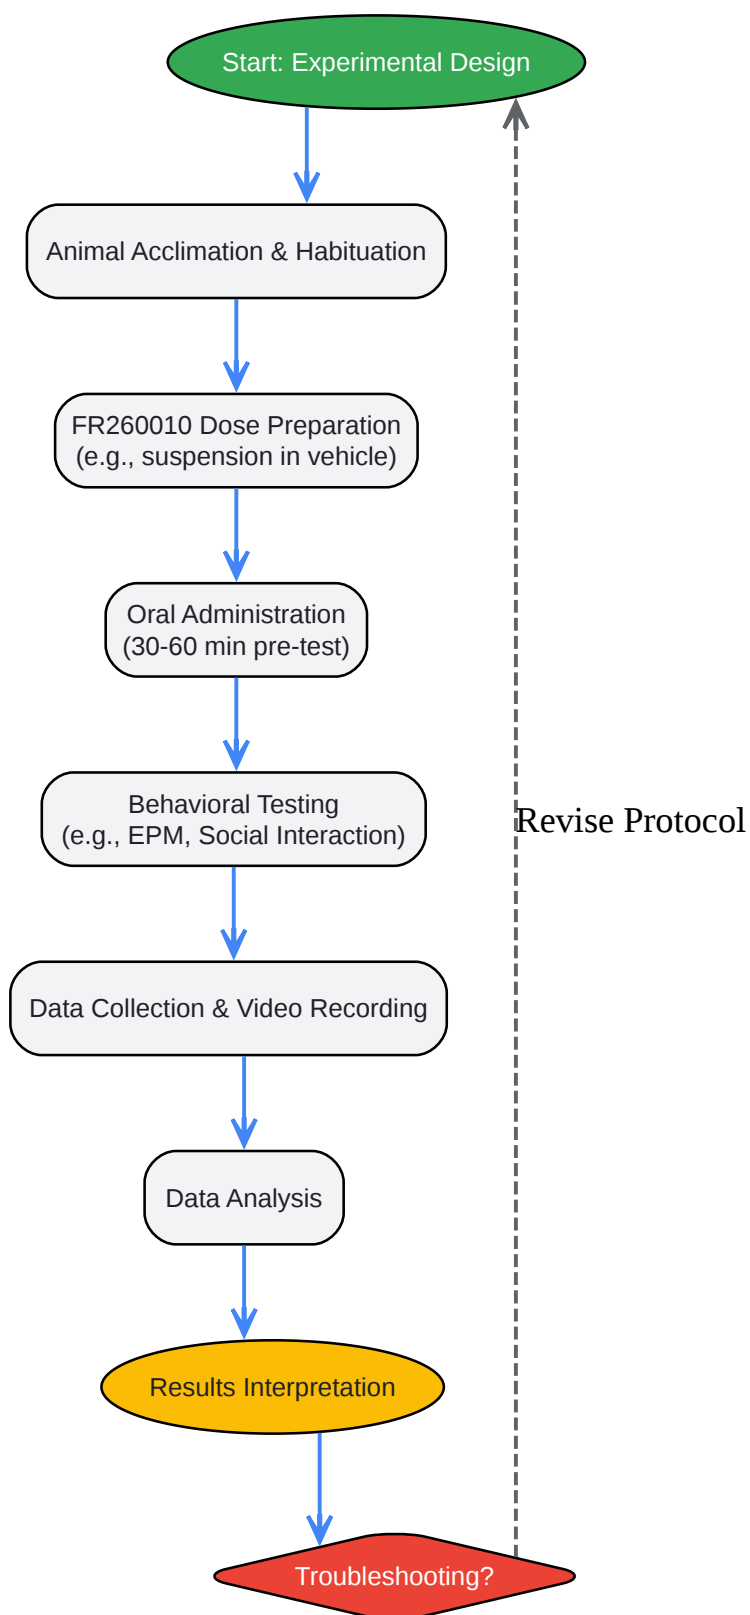 Start: Experimental Design
Animal Acclimation & Habituation
FR260010 Dose Preparation
(e.g., suspension in vehicle)
Oral Administration
(30-60 min pre-test)
Behavioral Testing
(e.g., EPM, Social Interaction)
Revise Protocol
Data Collection & Video Recording
Data Analysis
Results Interpretation
Troubleshooting?